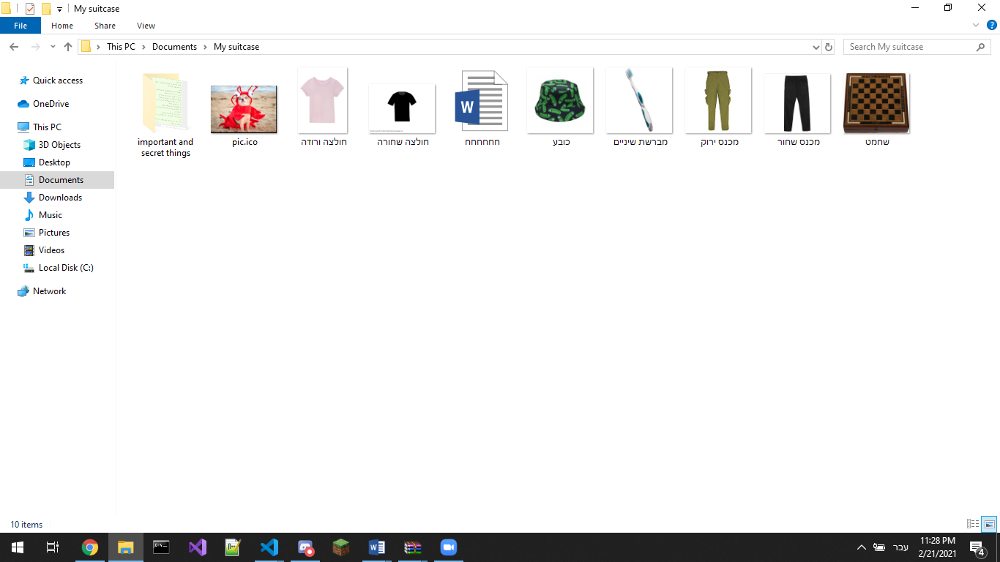 My suitcase
File Home Share View
This PC Documents My suitcase
Search My suitcase
Quick access
OneDrive
This PC
3D Objects
Desktop
Documents
Downloads
Music
Pictures
Videos
Local Disk (C:)
Network
important and
secret things
pic.ico
חולצה ורודה
חולצה שחורה
חחחחחח
כובע
מברשת שיניים
מכנס ירוק
מכנס שחור
שחמט
W
10 items
עבר
11:28 PM
2/21/2021
4